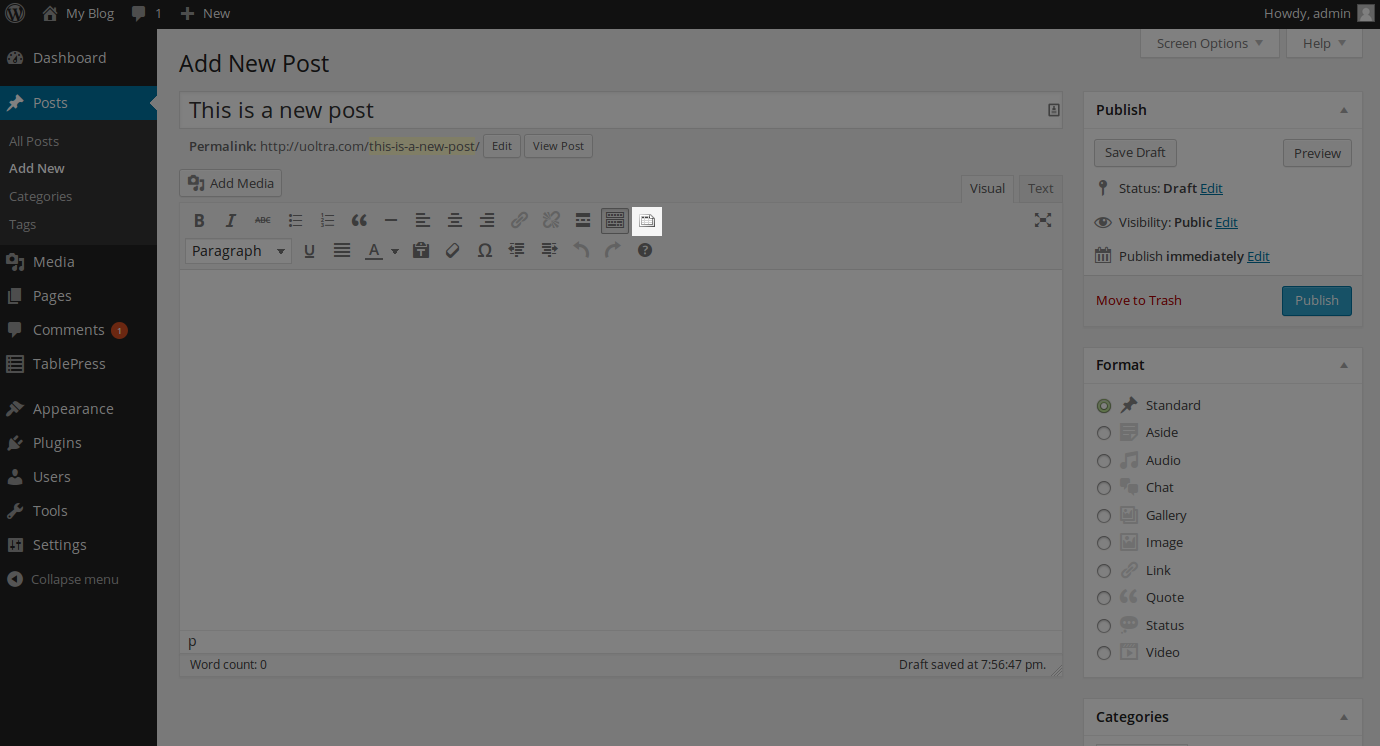 My Blog 1 New Howdy, admin
Screen Options Help
Dashboard
Posts
All Posts
Add New
Categories
Tags
Media
Pages
Comments 1
TablePress
Appearance
Plugins
Users
Tools
Settings
Collapse menu
Add New Post
This is a new post
Permalink: http://uoltra.com/this-is-a-new-post/ Edit View Post
Add Media Visual Text
B I ABC
Paragraph U A Ω ?
p
Word count: 0 Draft saved at 7:56:47 pm.
Publish
Save Draft Preview
Status: Draft Edit
Visibility: Public Edit
Publish immediately Edit
Move to Trash Publish
Format
Standard
Aside
Audio
Chat
Gallery
Image
Link
Quote
Status
Video
Categories